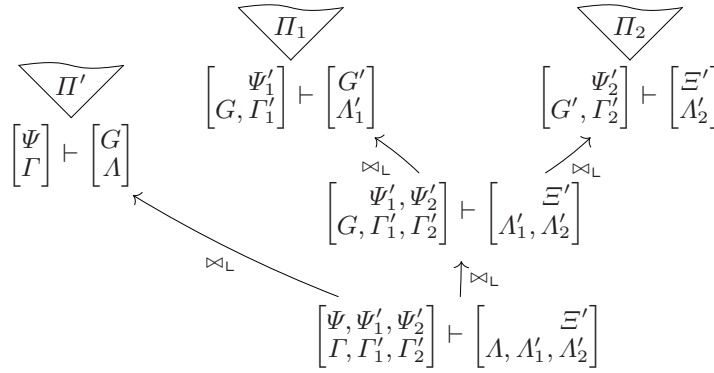 Π₁ Π₂
Π′
[Ψ′₁ ; G, Γ′₁] ⊢ [G′ ; Λ′₁] [Ψ′₂ ; G′, Γ′₂] ⊢ [Ξ′ ; Λ′₂]
[Ψ ; Γ] ⊢ [G ; Λ]
⋈L ⋈L
[Ψ′₁, Ψ′₂ ; G, Γ′₁, Γ′₂] ⊢ [Ξ′ ; Λ′₁, Λ′₂]
⋈L ⋈L
[Ψ, Ψ′₁, Ψ′₂ ; Γ, Γ′₁, Γ′₂] ⊢ [Ξ′ ; Λ, Λ′₁, Λ′₂]